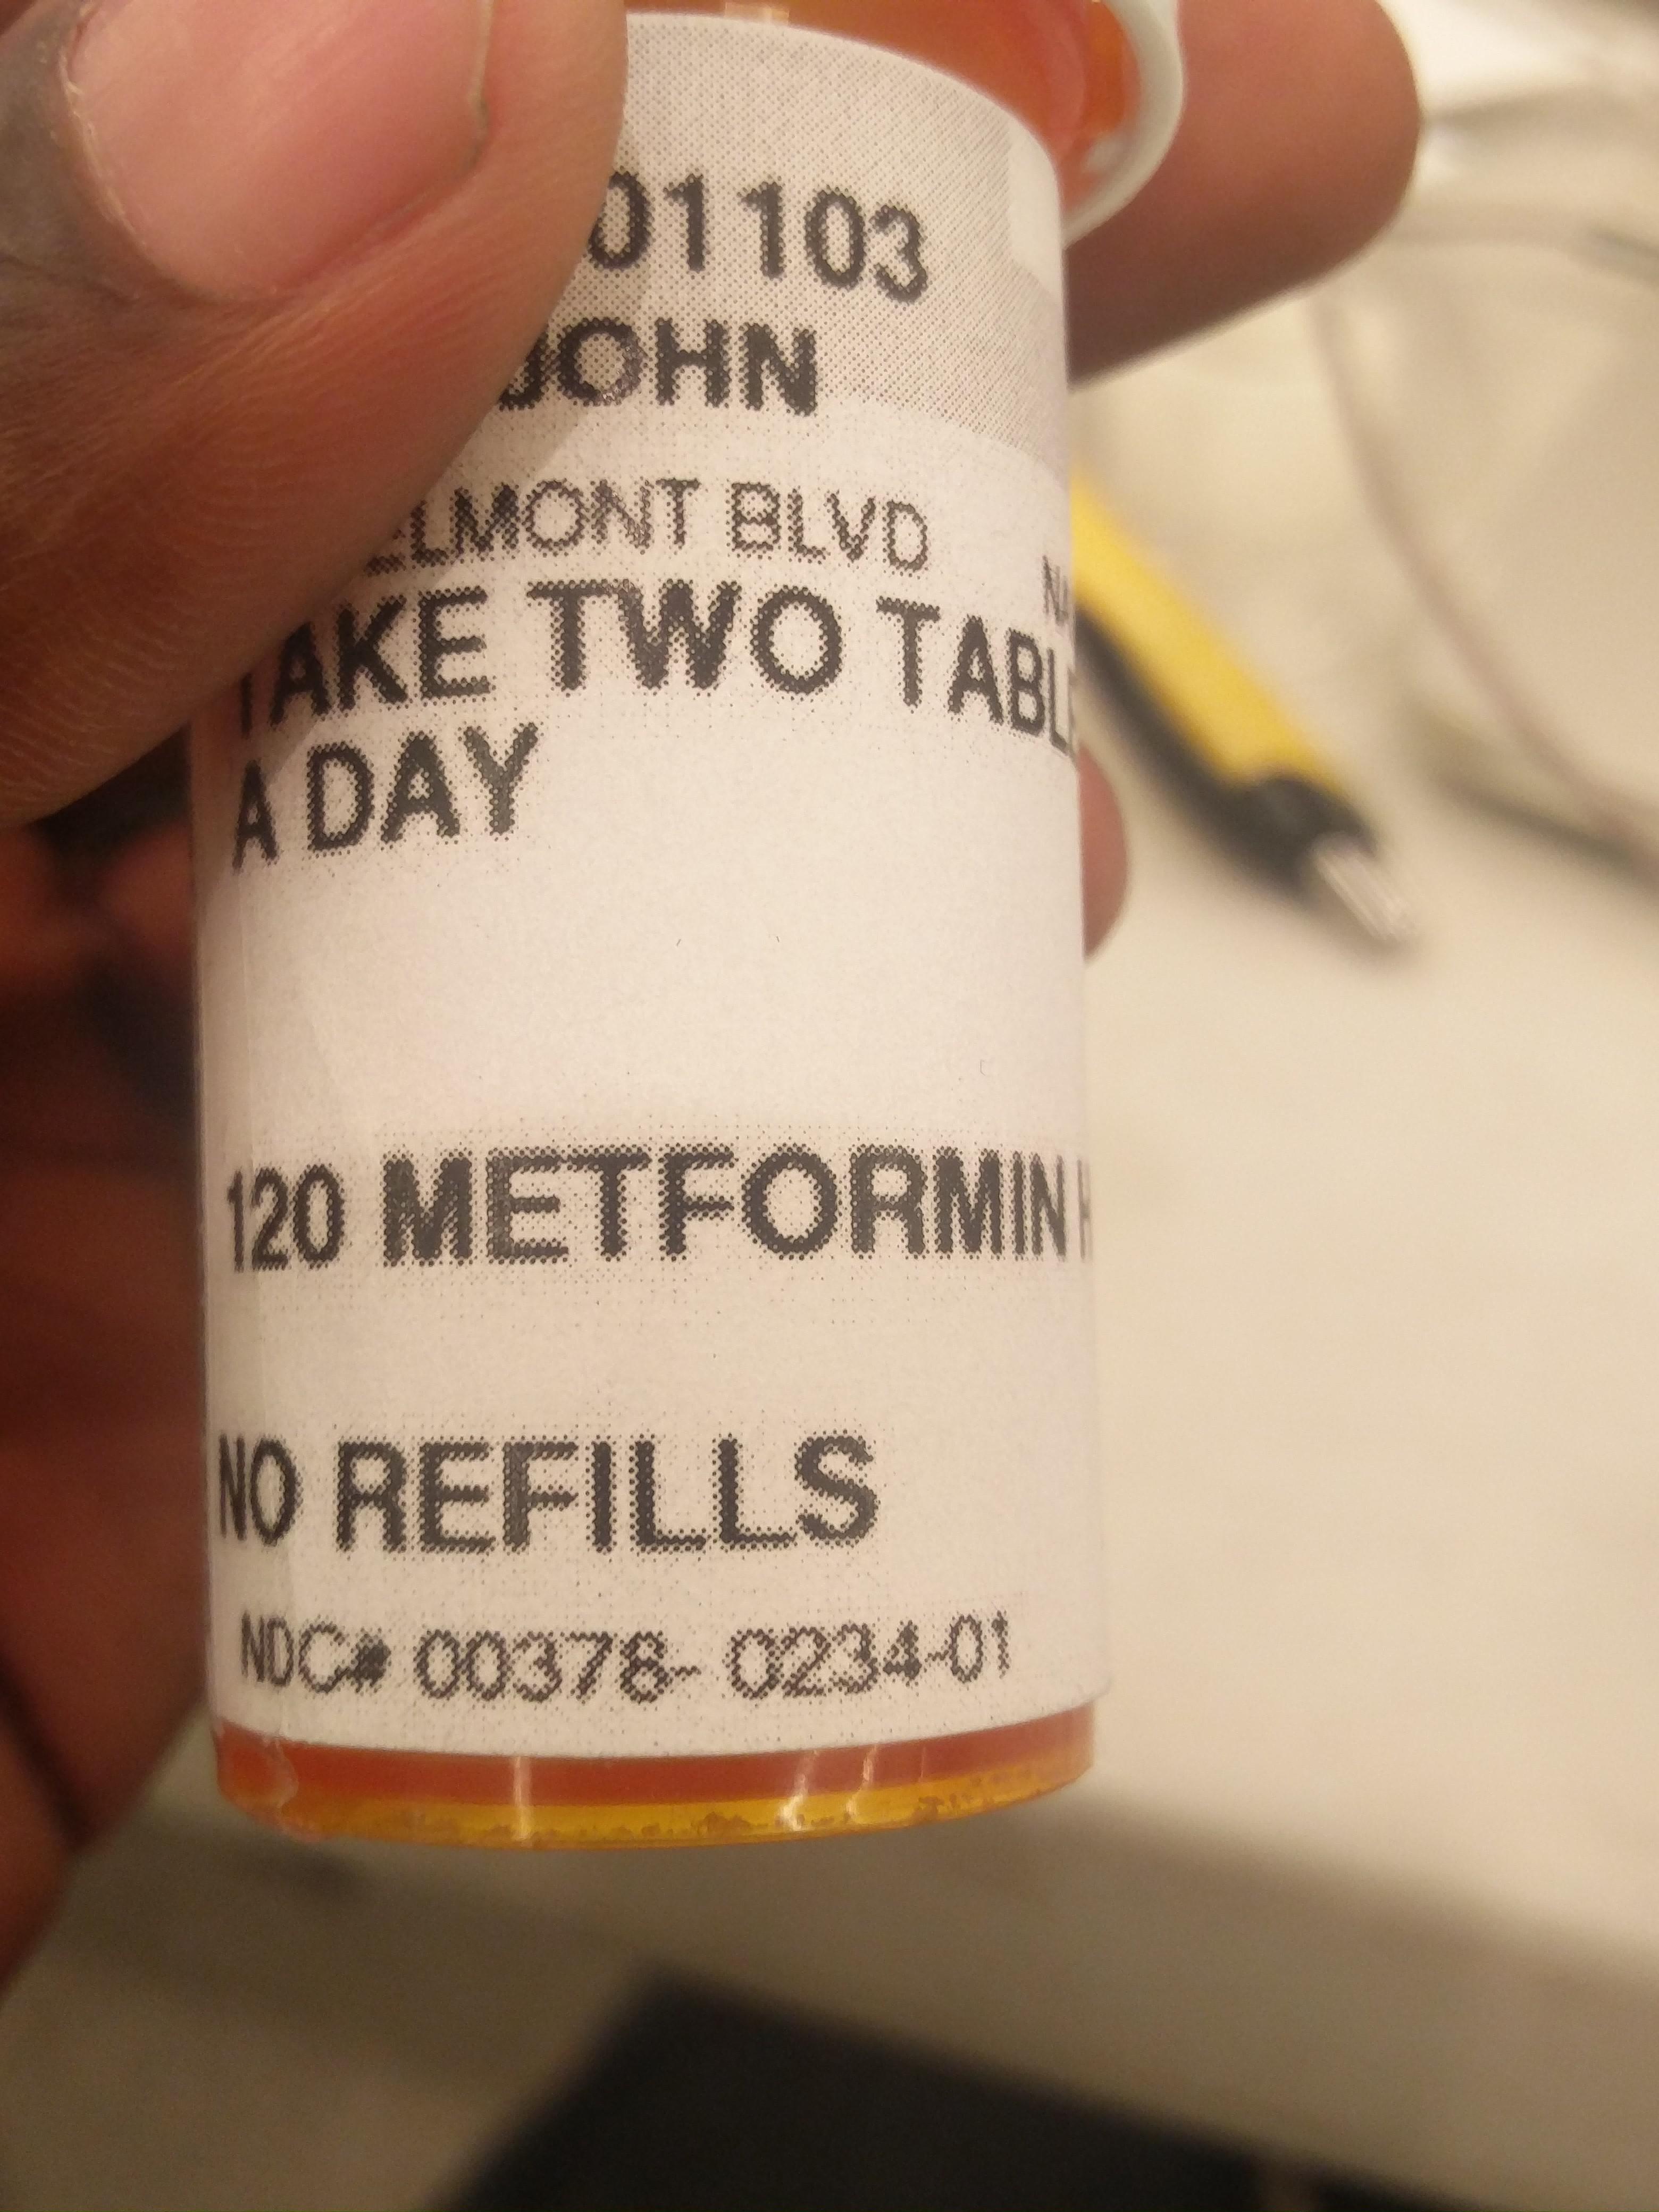 01103
JOHN
ELMONT BLVD
TAKE TWO TABL
A DAY
120 METFORMIN H
NO REFILLS
NDC# 00378- 0234-01